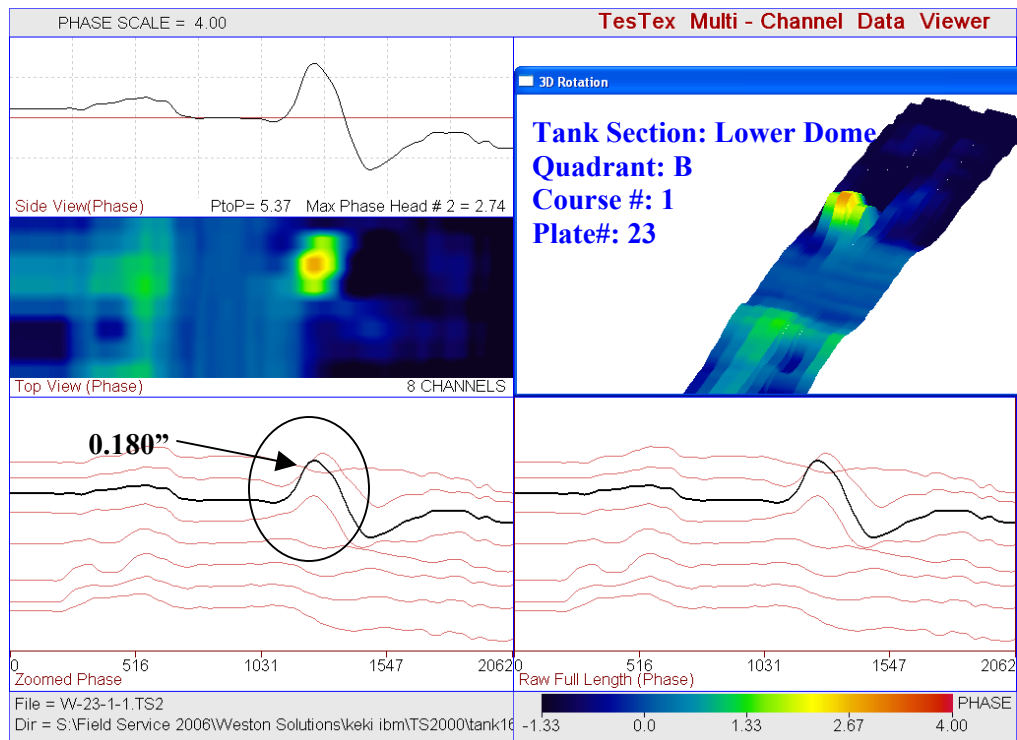 PHASE SCALE = 4.00
TesTex Multi - Channel Data Viewer
Side View(Phase) PtoP= 5.37 Max Phase Head # 2 = 2.74
3D Rotation
Tank Section: Lower Dome
Quadrant: B
Course #: 1
Plate#: 23
Top View (Phase) 8 CHANNELS
0.180”
0 516 1031 1547 2062
Zoomed Phase
0 516 1031 1547 2062
Raw Full Length (Phase)
File = W-23-1-1.TS2
Dir = S:\Field Service 2006\Weston Solutions\keki ibm\TS2000\tank16
PHASE
-1.33 0.0 1.33 2.67 4.00